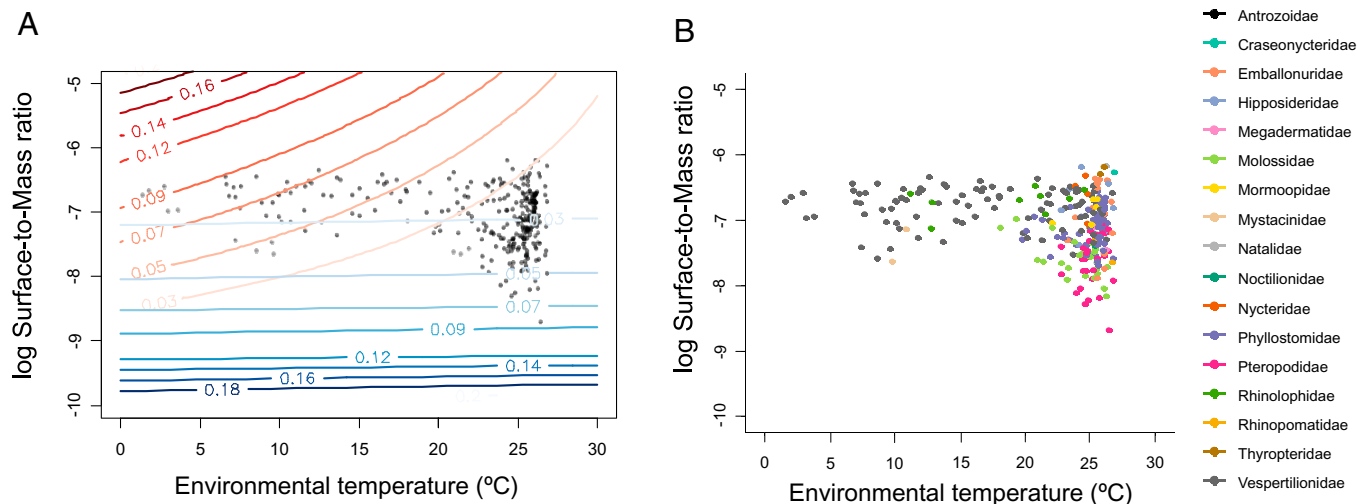 A
B
log Surface-to-Mass ratio
-5
-6
-7
-8
-9
-10
0.16
0.14
0.12
0.09
0.07
0.05
0.03
0.03
0.05
0.07
0.09
0.12
0.14
0.16
0.18
0 5 10 15 20 25 30
Environmental temperature (ºC)
log Surface-to-Mass ratio
-5
-6
-7
-8
-9
-10
0 5 10 15 20 25 30
Environmental temperature (ºC)
Antrozoidae
Craseonycteridae
Emballonuridae
Hipposideridae
Megadermatidae
Molossidae
Mormoopidae
Mystacinidae
Natalidae
Noctilionidae
Nycteridae
Phyllostomidae
Pteropodidae
Rhinolophidae
Rhinopomatidae
Thyropteridae
Vespertilionidae